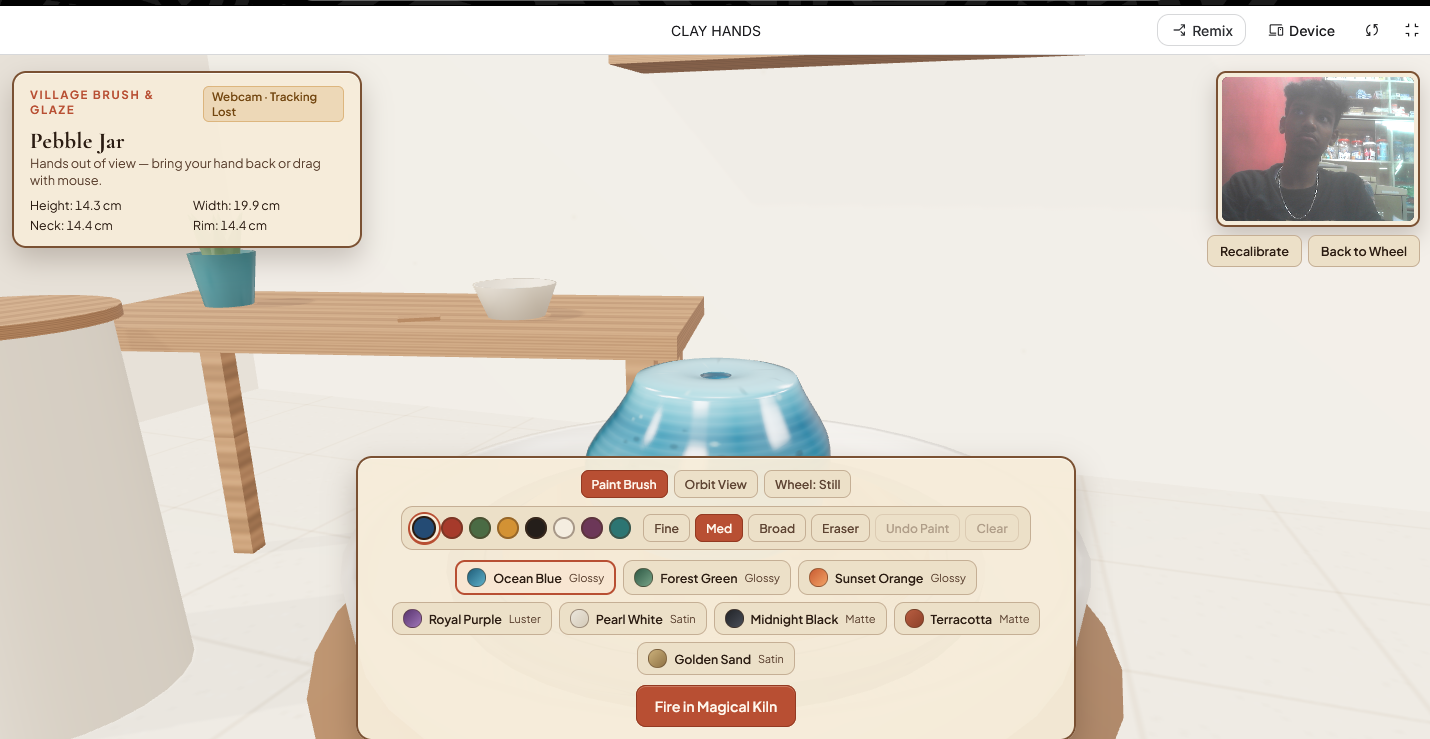 CLAY HANDS
Remix
Device
VILLAGE BRUSH &
GLAZE
Webcam · Tracking
Lost
Pebble Jar
Hands out of view — bring your hand back or drag
with mouse.
Height: 14.3 cm
Width: 19.9 cm
Neck: 14.4 cm
Rim: 14.4 cm
Recalibrate
Back to Wheel
Paint Brush
Orbit View
Wheel: Still
Fine
Med
Broad
Eraser
Undo Paint
Clear
Ocean Blue Glossy
Forest Green Glossy
Sunset Orange Glossy
Royal Purple Luster
Pearl White Satin
Midnight Black Matte
Terracotta Matte
Golden Sand Satin
Fire in Magical Kiln